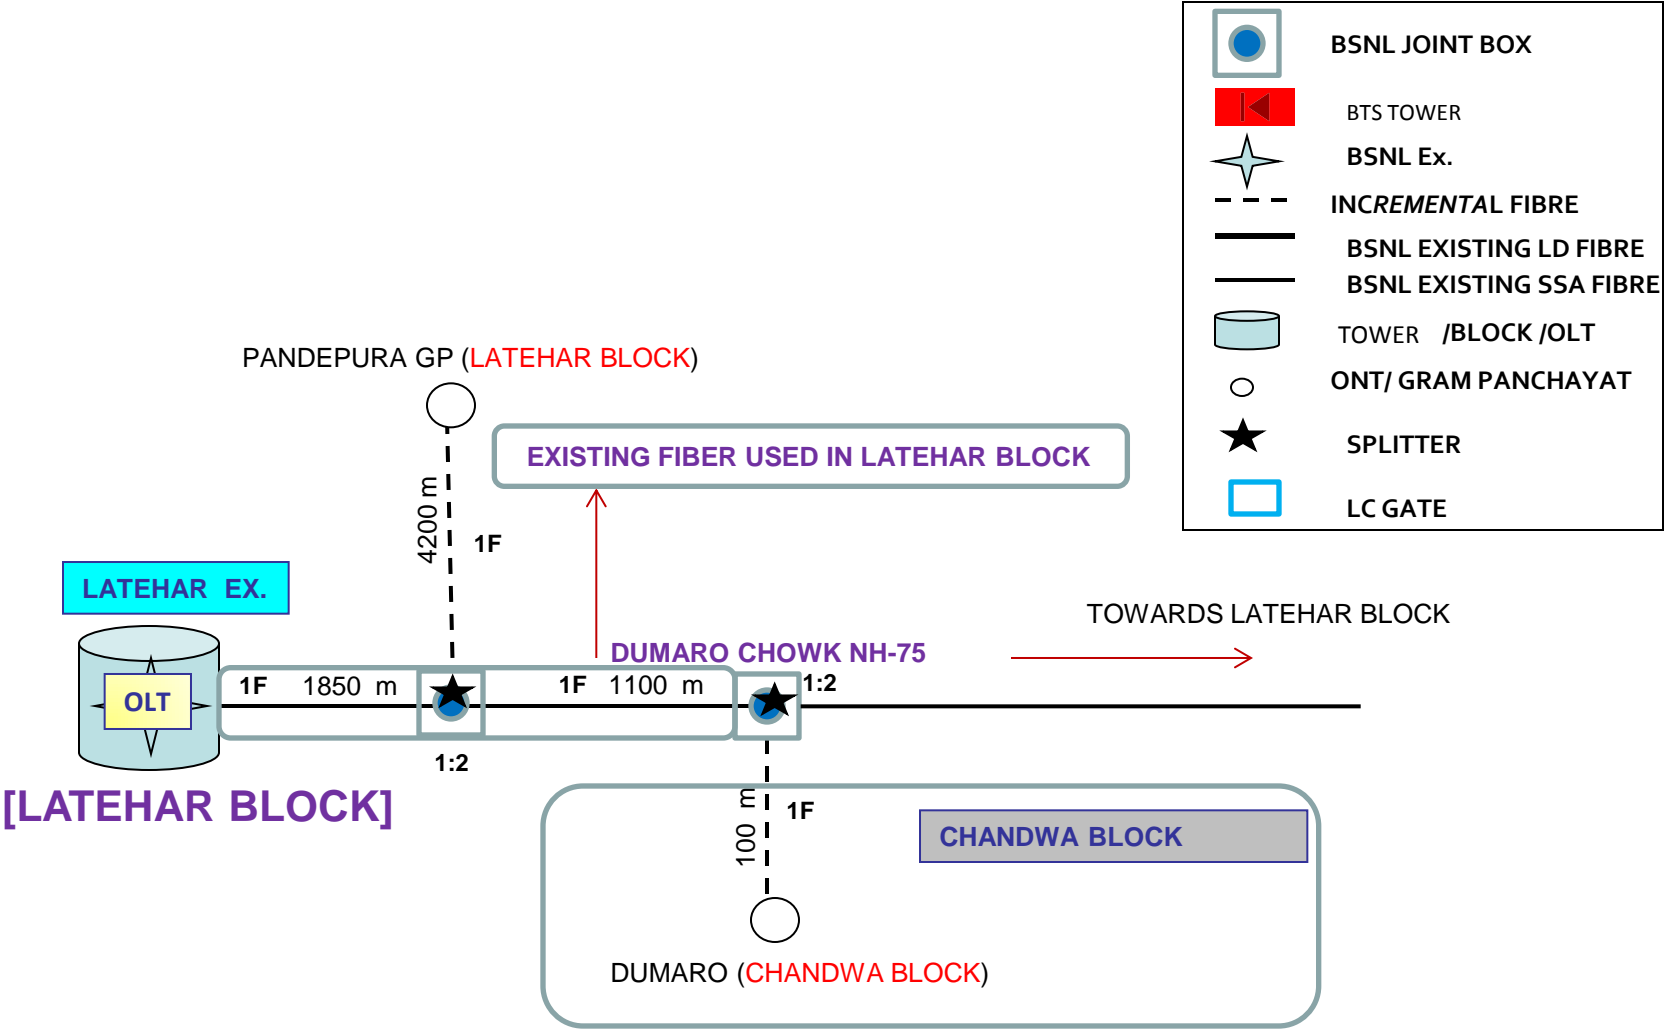 BSNL JOINT BOX
BTS TOWER
BSNL Ex.
INCREMENTAL FIBRE
BSNL EXISTING LD FIBRE
BSNL EXISTING SSA FIBRE
TOWER /BLOCK /OLT
ONT/ GRAM PANCHAYAT
SPLITTER
LC GATE
PANDEPURA GP (LATEHAR BLOCK)
EXISTING FIBER USED IN LATEHAR BLOCK
4200 m
1F
LATEHAR EX.
TOWARDS LATEHAR BLOCK
DUMARO CHOWK NH-75
1F 1850 m
1F 1100 m
1:2
OLT
1:2
[LATEHAR BLOCK]
100 m
1F
CHANDWA BLOCK
DUMARO (CHANDWA BLOCK)